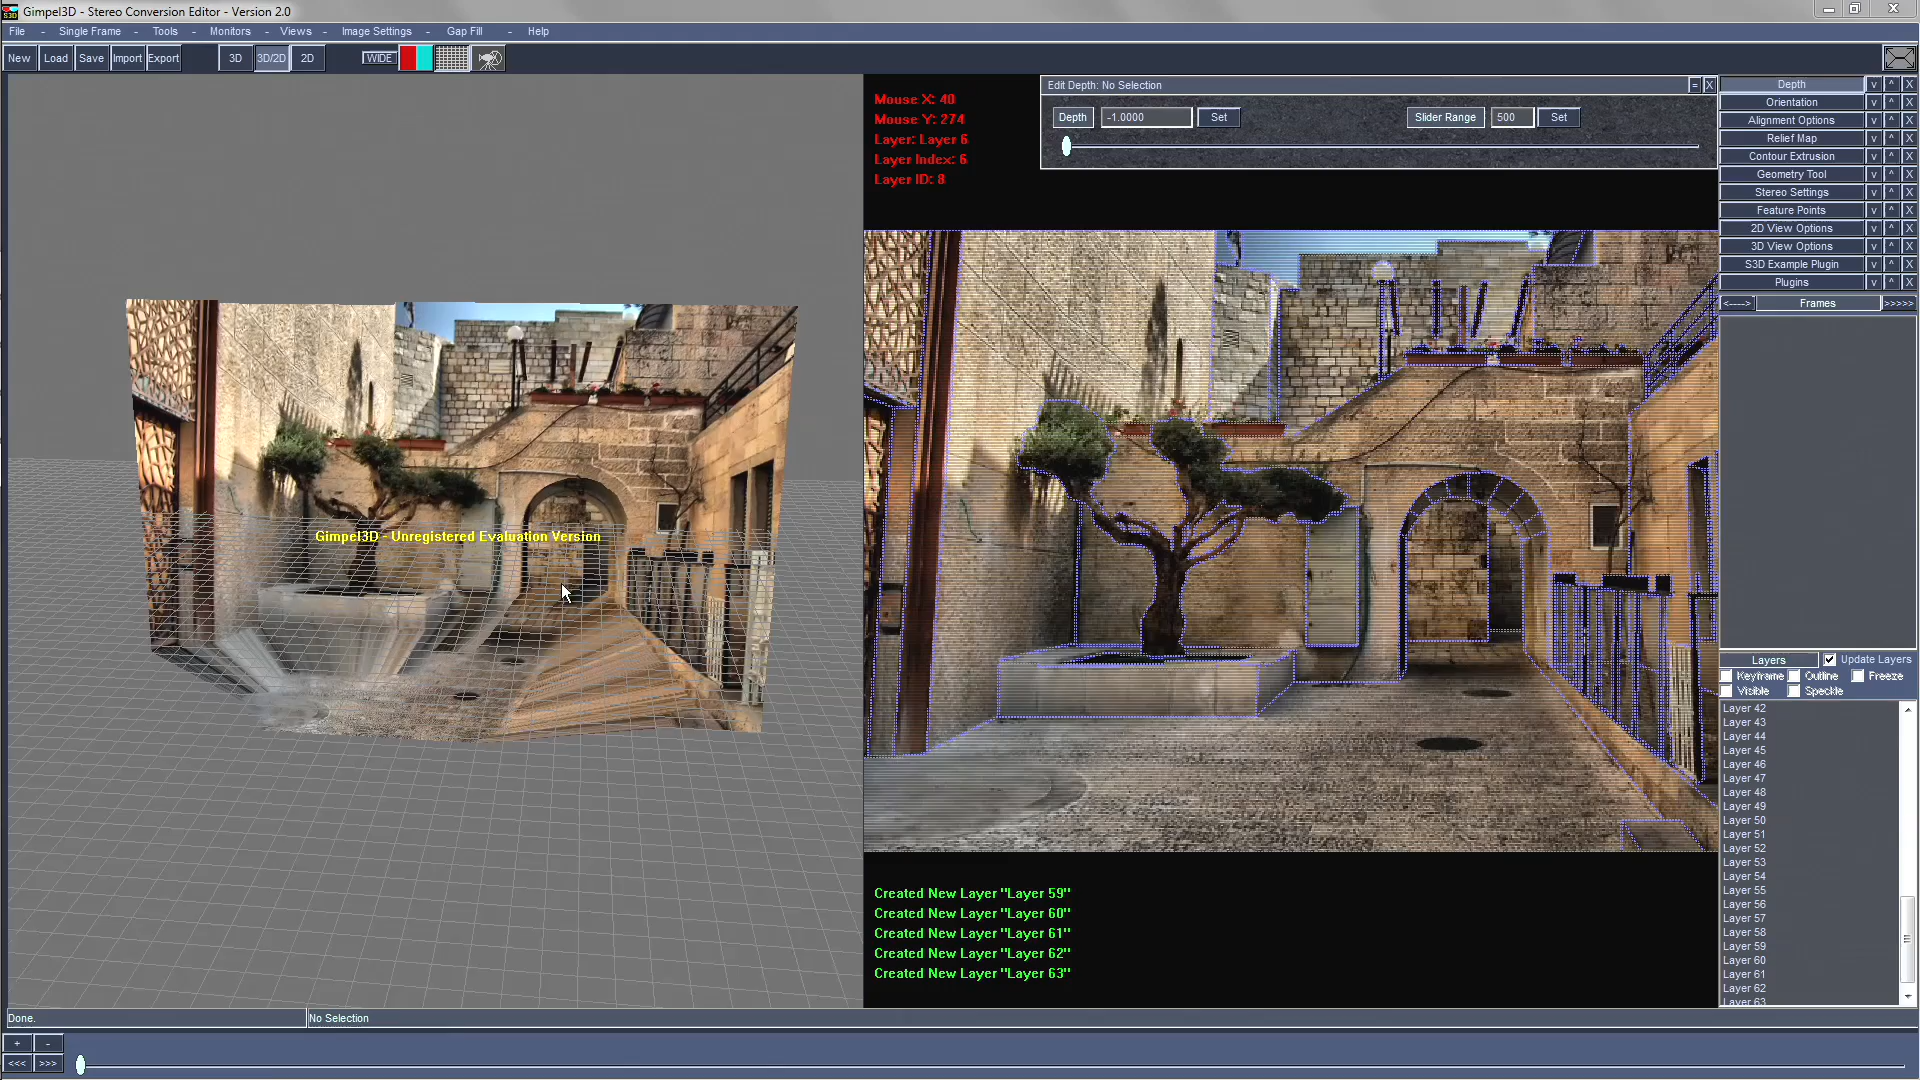 Gimpel3D - Stereo Conversion Editor - Version 2.0
File - Single Frame - Tools - Monitors - Views - Image Settings - Gap Fill - Help
New Load Save Import Export 3D 3D/2D 2D WIDE
Mouse X: 40
Mouse Y: 274
Layer: Layer 6
Layer Index: 6
Layer ID: 8
Edit Depth: No Selection = X
Depth -1.0000 Set Slider Range 500 Set
Depth v ^ X
Orientation v ^ X
Alignment Options v ^ X
Relief Map v ^ X
Contour Extrusion v ^ X
Geometry Tool v ^ X
Stereo Settings v ^ X
Feature Points v ^ X
2D View Options v ^ X
3D View Options v ^ X
S3D Example Plugin v ^ X
Plugins v ^ X
<----> Frames >>>>>
Gimpel3D - Unregistered Evaluation Version
Layers Update Layers
Keyframe Outline Freeze
Visible Speckle
Layer 42
Layer 43
Layer 44
Layer 45
Layer 46
Layer 47
Layer 48
Layer 49
Layer 50
Layer 51
Layer 52
Layer 53
Layer 54
Layer 55
Layer 56
Layer 57
Layer 58
Layer 59
Layer 60
Layer 61
Layer 62
Layer 63
Created New Layer "Layer 59"
Created New Layer "Layer 60"
Created New Layer "Layer 61"
Created New Layer "Layer 62"
Created New Layer "Layer 63"
Done.
No Selection
+ -
<<< >>>